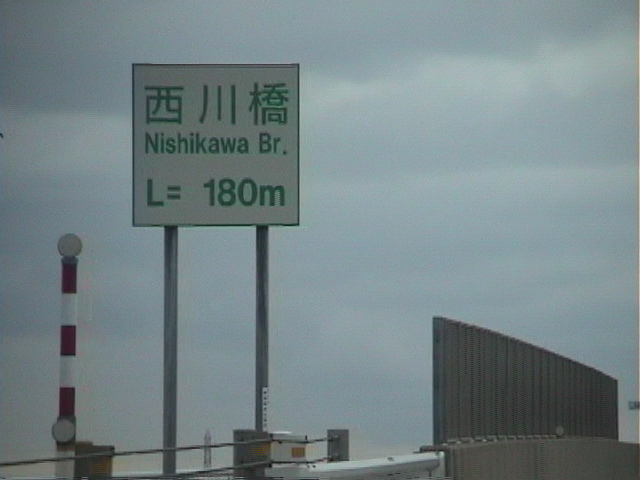 西川橋
Nishikawa Br.
L= 180m